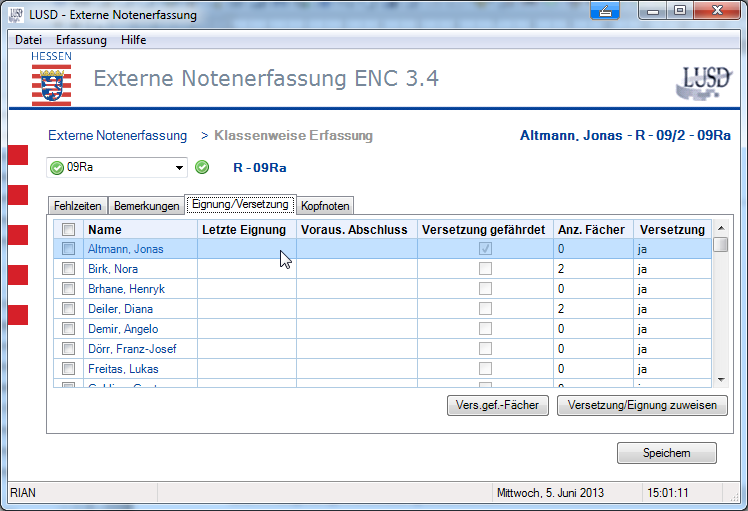 LUSD - Externe Notenerfassung
Datei Erfassung Hilfe
HESSEN
Externe Notenerfassung ENC 3.4
LUSD
Externe Notenerfassung > Klassenweise Erfassung
Altmann, Jonas - R - 09/2 - 09Ra
09Ra
R - 09Ra
Fehlzeiten Bemerkungen Eignung/Versetzung Kopfnoten
Name Letzte Eignung Voraus. Abschluss Versetzung gefährdet Anz. Fächer Versetzung
Altmann, Jonas 0 ja
Birk, Nora 2 ja
Brhane, Henryk 0 ja
Deiler, Diana 2 ja
Demir, Angelo 0 ja
Dörr, Franz-Josef 0 ja
Freitas, Lukas 0 ja
Vers.gef.-Fächer Versetzung/Eignung zuweisen
Speichern
RIAN Mittwoch, 5. Juni 2013 15:01:11